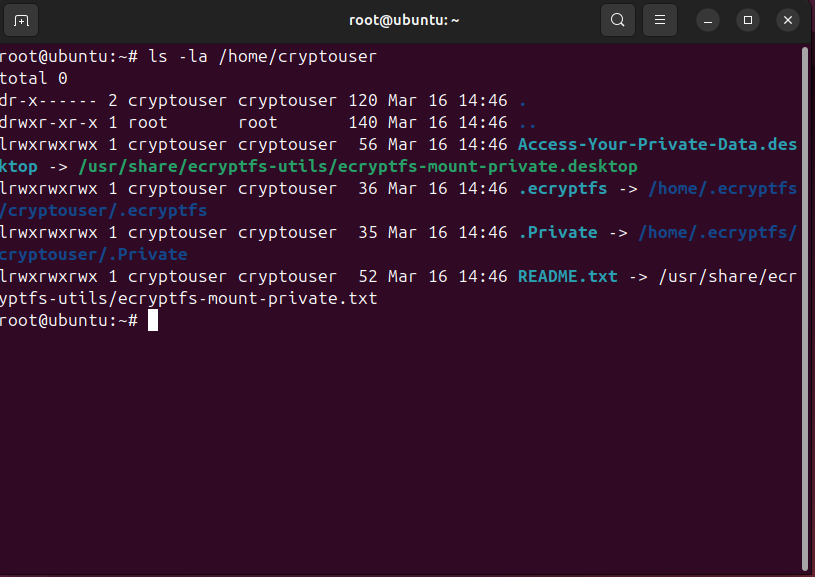 root@ubuntu: ~
root@ubuntu:~# ls -la /home/cryptouser
total 0
dr-x------ 2 cryptouser cryptouser 120 Mar 16 14:46 .
drwxr-xr-x 1 root       root       140 Mar 16 14:46 ..
lrwxrwxrwx 1 cryptouser cryptouser  56 Mar 16 14:46 Access-Your-Private-Data.des
ktop -> /usr/share/ecryptfs-utils/ecryptfs-mount-private.desktop
lrwxrwxrwx 1 cryptouser cryptouser  36 Mar 16 14:46 .ecryptfs -> /home/.ecryptfs
/cryptouser/.ecryptfs
lrwxrwxrwx 1 cryptouser cryptouser  35 Mar 16 14:46 .Private -> /home/.ecryptfs/
cryptouser/.Private
lrwxrwxrwx 1 cryptouser cryptouser  52 Mar 16 14:46 README.txt -> /usr/share/ecr
yptfs-utils/ecryptfs-mount-private.txt
root@ubuntu:~#